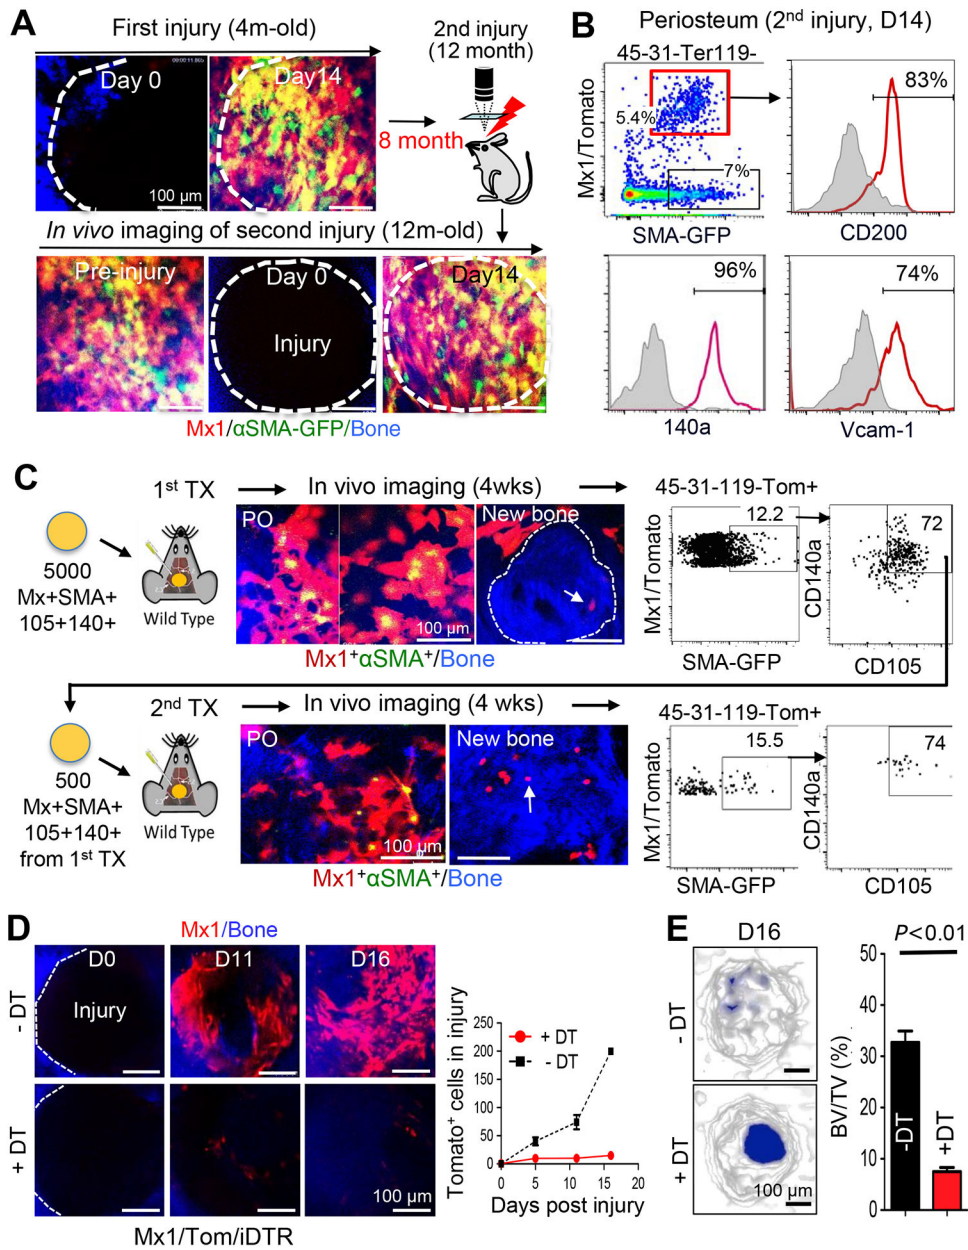 A
First injury (4m-old)
Day 0
100 µm
Day14
8 month
2nd injury
(12 month)
In vivo imaging of second injury (12m-old)
Pre-injury
Day 0
Injury
Day14
Mx1/αSMA-GFP/Bone
B
Periosteum (2nd injury, D14)
45-31-Ter119-
5.4%
7%
Mx1/Tomato
SMA-GFP
83%
CD200
96%
140a
74%
Vcam-1
C
1st TX
In vivo imaging (4wks)
45-31-119-Tom+
5000
Mx+SMA+
105+140+
Wild Type
PO
100 µm
New bone
Mx1+αSMA+/Bone
12.2
Mx1/Tomato
SMA-GFP
72
CD140a
CD105
2nd TX
In vivo imaging (4 wks)
45-31-119-Tom+
500
Mx+SMA+
105+140+
from 1st TX
Wild Type
PO
100 µm
New bone
Mx1+αSMA+/Bone
15.5
Mx1/Tomato
SMA-GFP
74
CD140a
CD105
D
Mx1/Bone
D0
D11
D16
Injury
- DT
+ DT
100 µm
Mx1/Tom/iDTR
Tomato+ cells in injury
250
200
150
100
50
0
+ DT
- DT
0
5
10
15
20
Days post injury
E
D16
- DT
+ DT
100 µm
P<0.01
BV/TV (%)
50
40
30
20
10
0
-DT
+DT